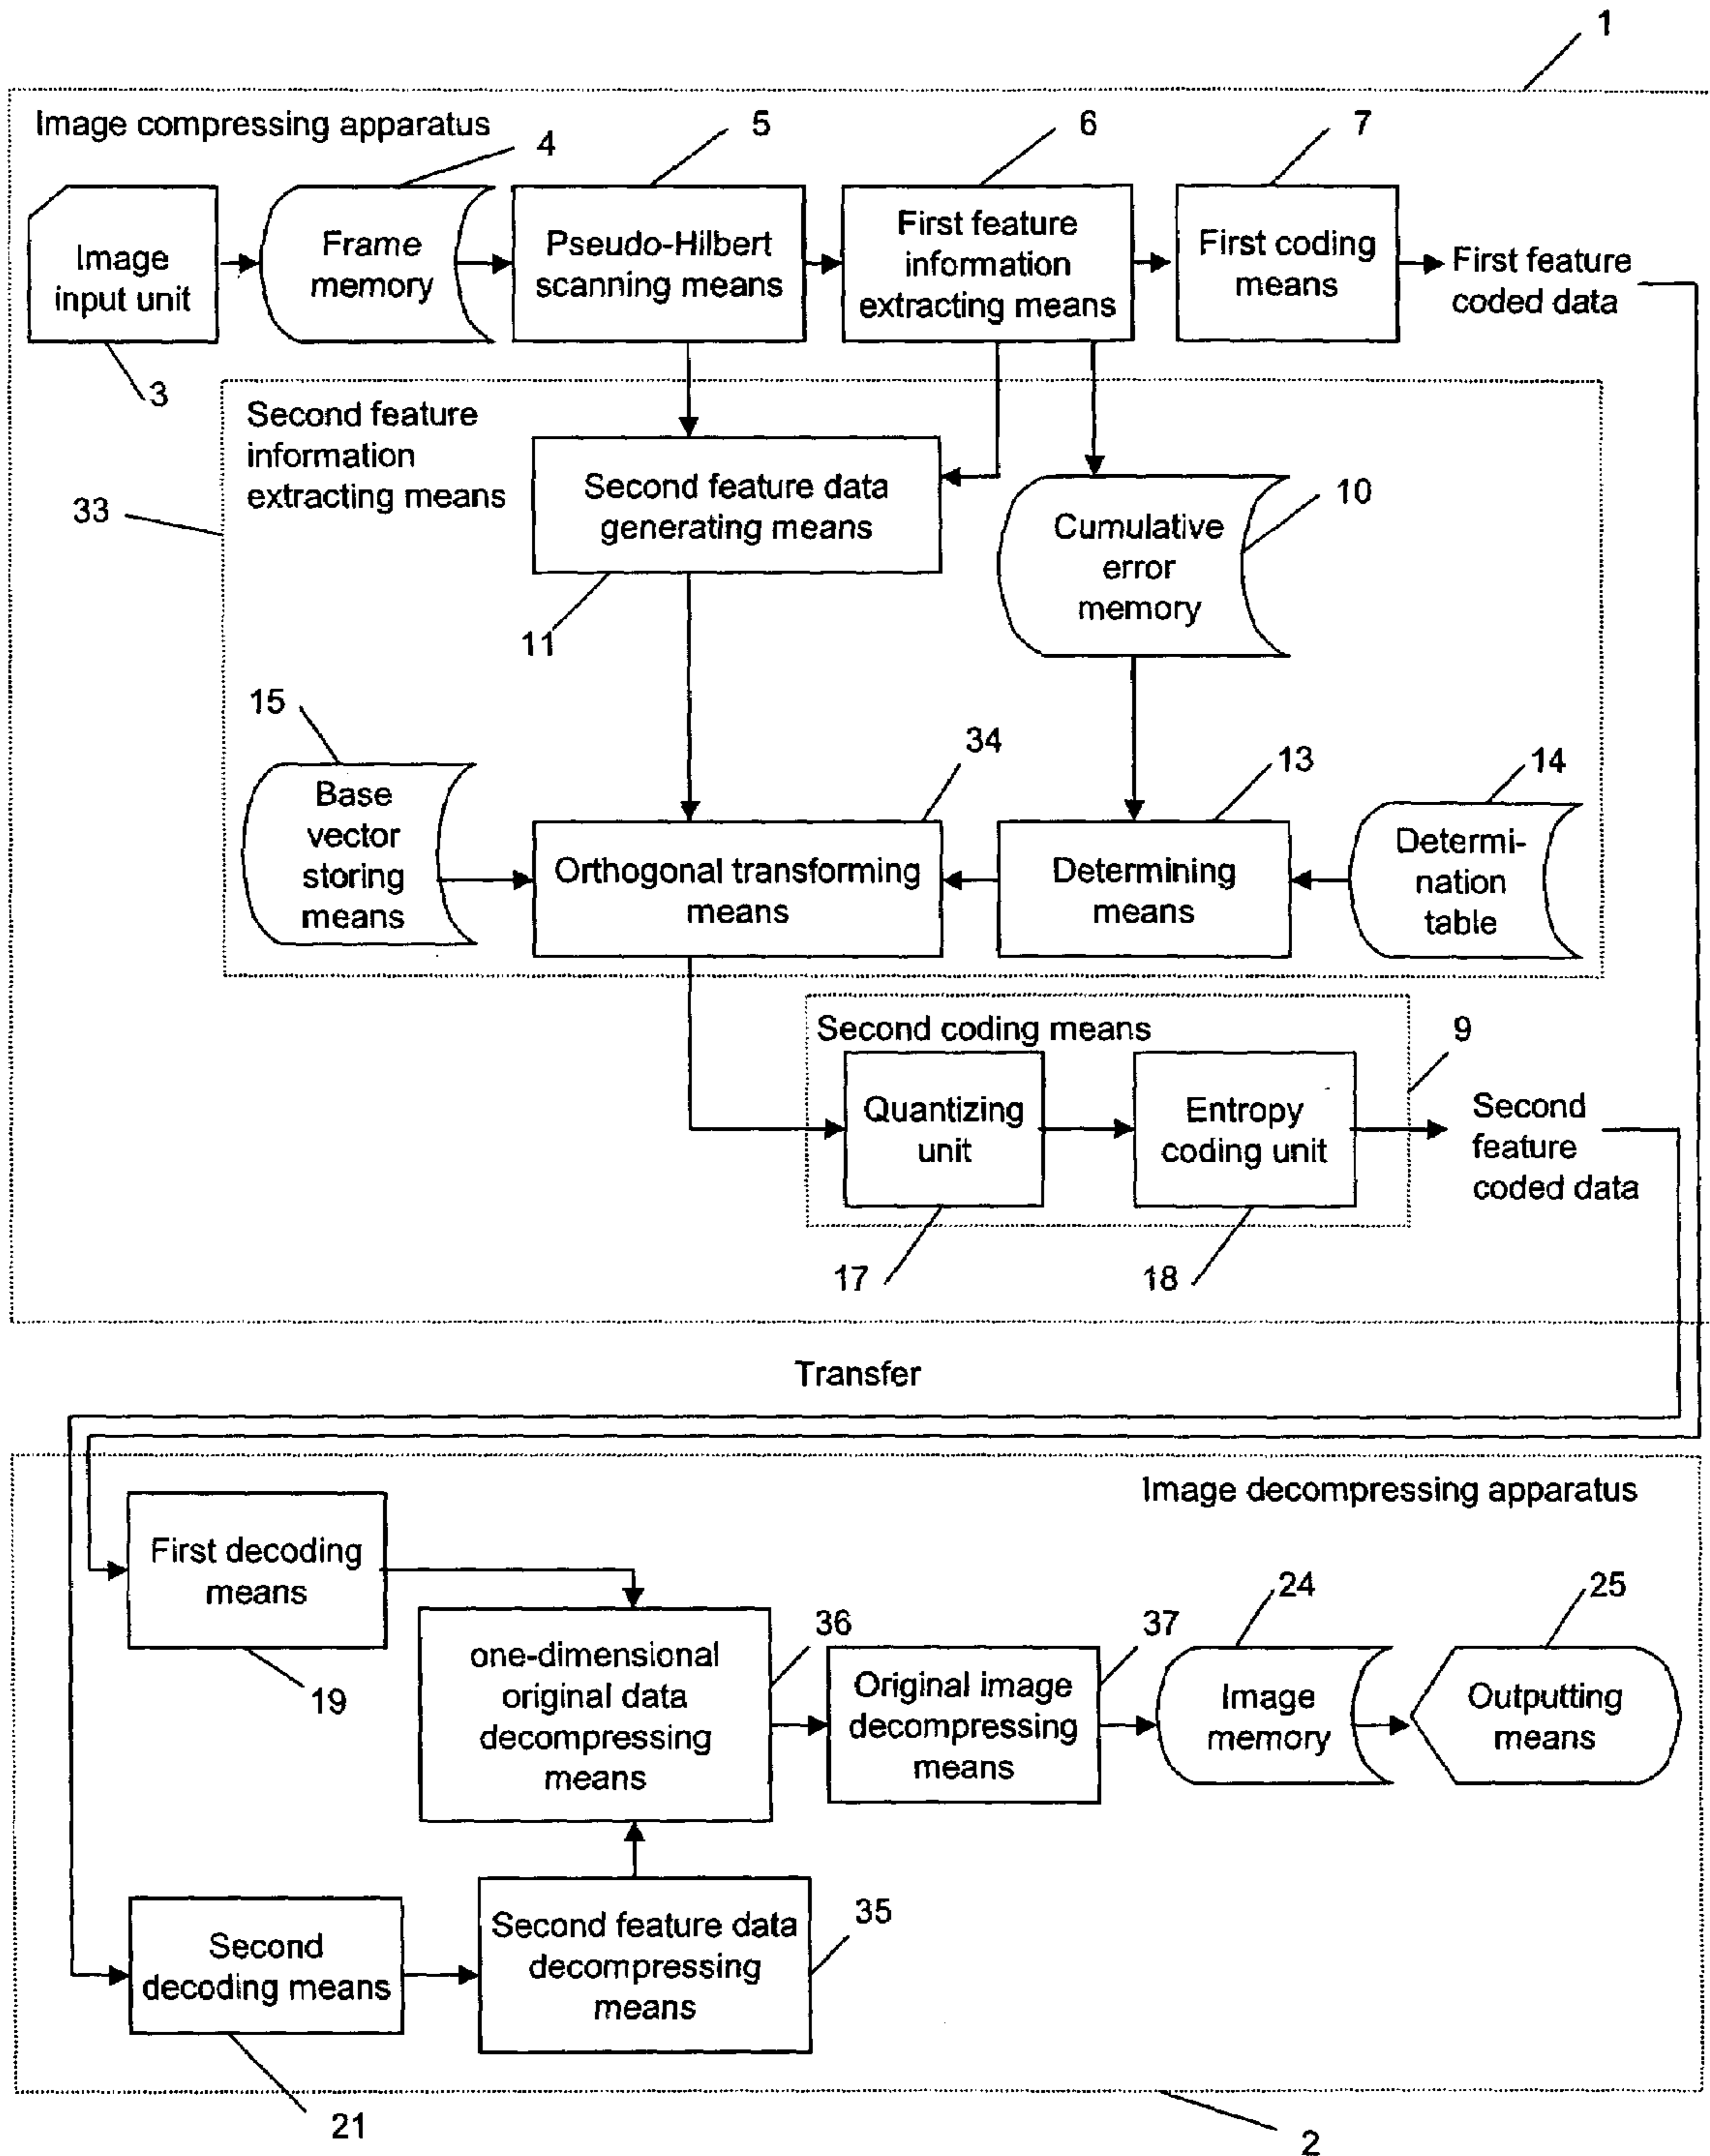 1
Image compressing apparatus
4
5
6
7
Image
input unit
Frame
memory
Pseudo-Hilbert
scanning means
First feature
information
extracting means
First coding
means
First feature
coded data
3
Second feature
information
extracting means
33
Second feature data
generating means
11
Cumulative
error
memory
10
15
34
13
14
Base
vector
storing
means
Orthogonal transforming
means
Determining
means
Determi-
nation
table
Second coding means
9
Quantizing
unit
Entropy
coding unit
Second
feature
coded data
17
18
Transfer
Image decompressing apparatus
First decoding
means
19
one-dimensional
original data
decompressing
means
36
Original image
decompressing
means
37
Image
memory
24
Outputting
means
25
Second
decoding means
21
Second feature data
decompressing
means
35
2